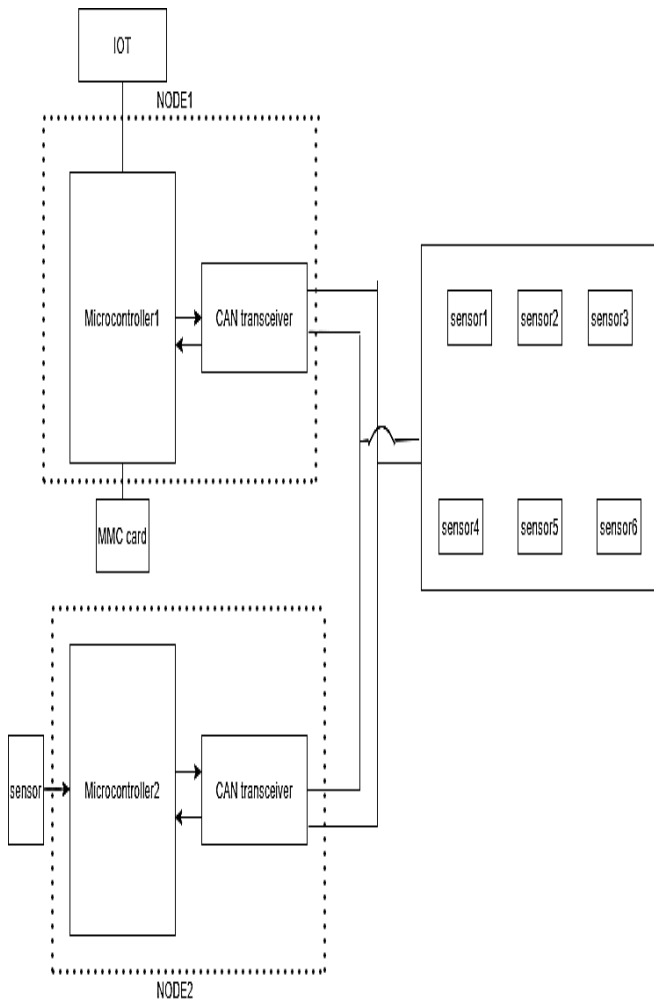 IOT
NODE1
Microcontroller1
CAN transceiver
sensor1
sensor2
sensor3
MMC card
sensor4
sensor5
sensor6
sensor
Microcontroller2
CAN transceiver
NODE2